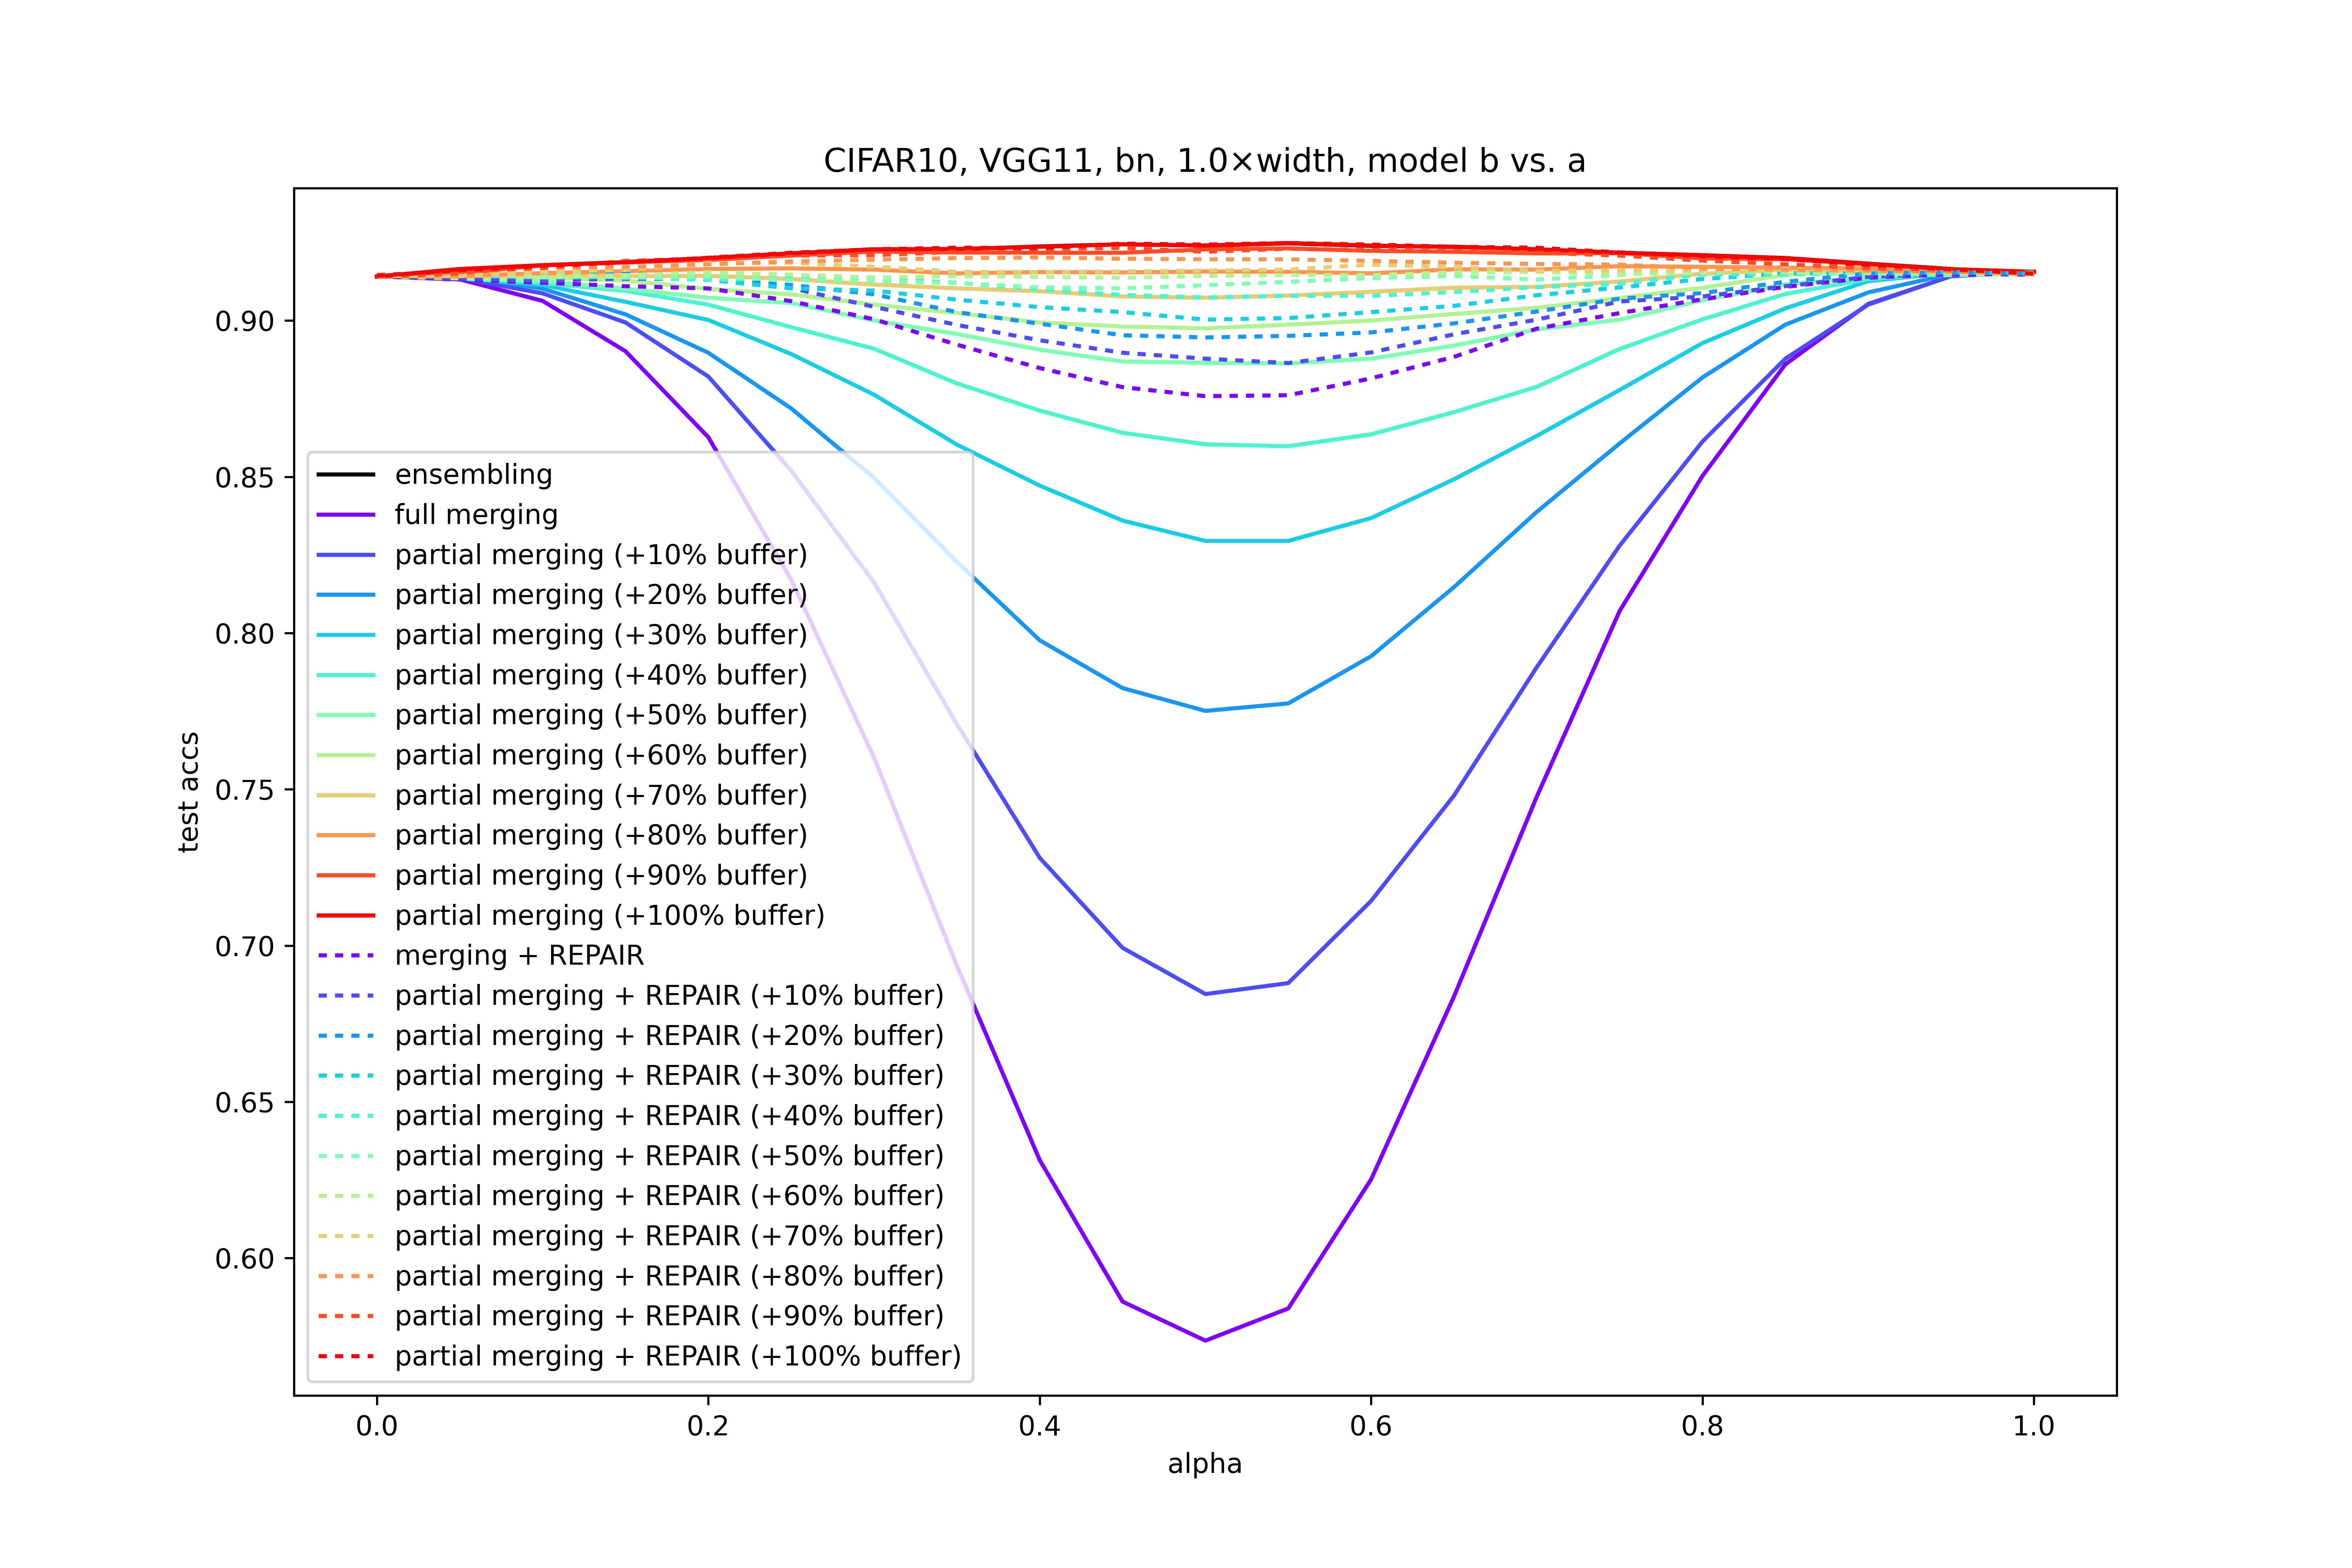 CIFAR10, VGG11, bn, 1.0×width, model b vs. a
test accs
0.90
0.85
0.80
0.75
0.70
0.65
0.60
ensembling
full merging
partial merging (+10% buffer)
partial merging (+20% buffer)
partial merging (+30% buffer)
partial merging (+40% buffer)
partial merging (+50% buffer)
partial merging (+60% buffer)
partial merging (+70% buffer)
partial merging (+80% buffer)
partial merging (+90% buffer)
partial merging (+100% buffer)
merging + REPAIR
partial merging + REPAIR (+10% buffer)
partial merging + REPAIR (+20% buffer)
partial merging + REPAIR (+30% buffer)
partial merging + REPAIR (+40% buffer)
partial merging + REPAIR (+50% buffer)
partial merging + REPAIR (+60% buffer)
partial merging + REPAIR (+70% buffer)
partial merging + REPAIR (+80% buffer)
partial merging + REPAIR (+90% buffer)
partial merging + REPAIR (+100% buffer)
0.0 0.2 0.4 0.6 0.8 1.0
alpha